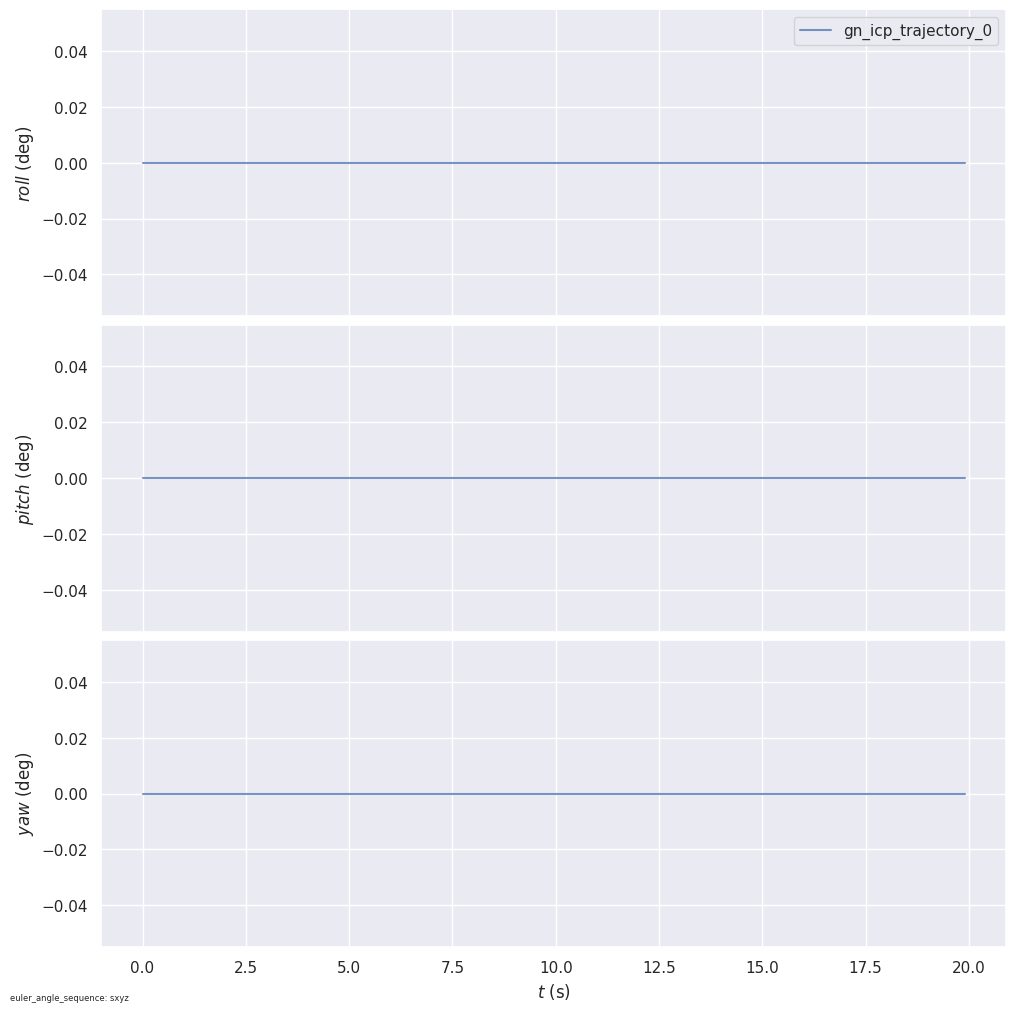 gn_icp_trajectory_0
roll (deg)
0.04
0.02
0.00
−0.02
−0.04
pitch (deg)
0.04
0.02
0.00
−0.02
−0.04
yaw (deg)
0.04
0.02
0.00
−0.02
−0.04
0.0 2.5 5.0 7.5 10.0 12.5 15.0 17.5 20.0
t (s)
euler_angle_sequence: sxyz